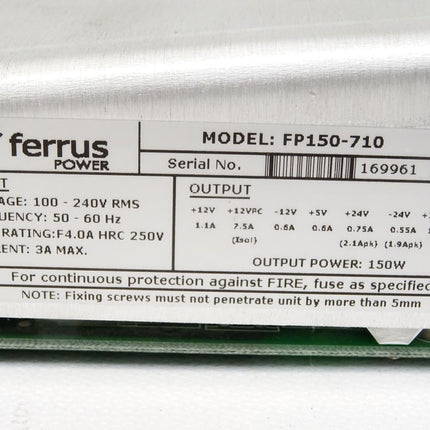 ferrus
POWER
MODEL: FP150-710
Serial No. 169961
OUTPUT
AGE: 100 - 240V RMS
UENCY: 50 - 60 Hz
RATING:F4.0A HRC 250V
ENT: 3A MAX.
+12V +12VPC -12V +5V +24V -24V
1.1A 7.5A 0.6A 0.6A 0.75A 0.55A
(Isol) (2.1Apk) (1.9Apk)
OUTPUT POWER: 150W
For continuous protection against FIRE, fuse as specified
NOTE: Fixing screws must not penetrate unit by more than 5mm